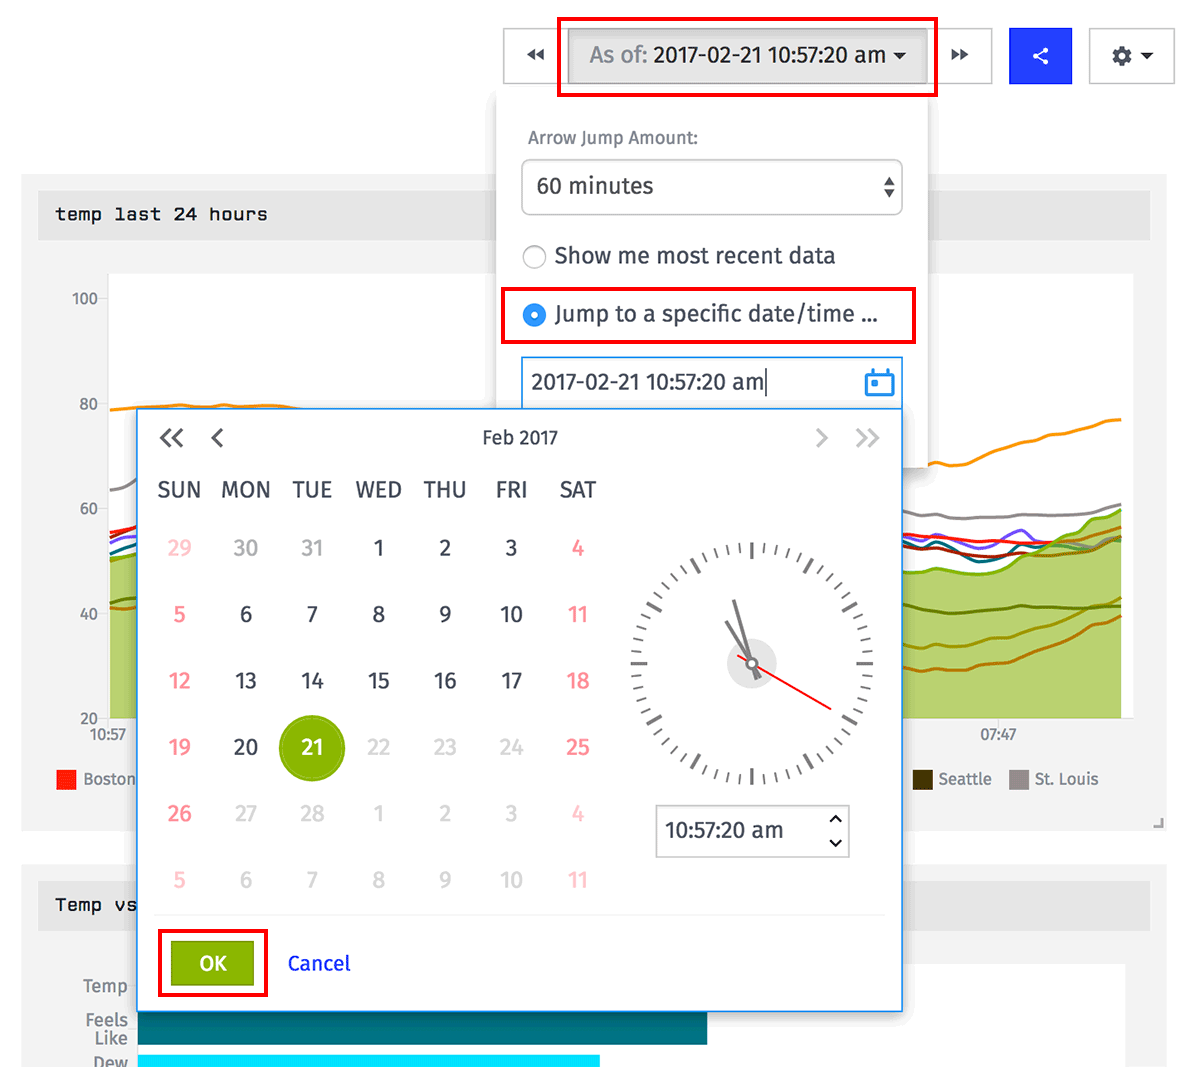 As of: 2017-02-21 10:57:20 am
Arrow Jump Amount:
60 minutes
Show me most recent data
Jump to a specific date/time ...
2017-02-21 10:57:20 am
temp last 24 hours
100
80
60
40
20
10:57
07:47
Boston
Seattle
St. Louis
Feb 2017
SUN MON TUE WED THU FRI SAT
29 30 31 1 2 3 4
5 6 7 8 9 10 11
12 13 14 15 16 17 18
19 20 21 22 23 24 25
26 27 28 1 2 3 4
5 6 7 8 9 10 11
10:57:20 am
OK Cancel
Temp vs
Temp
Feels
Like
Dew